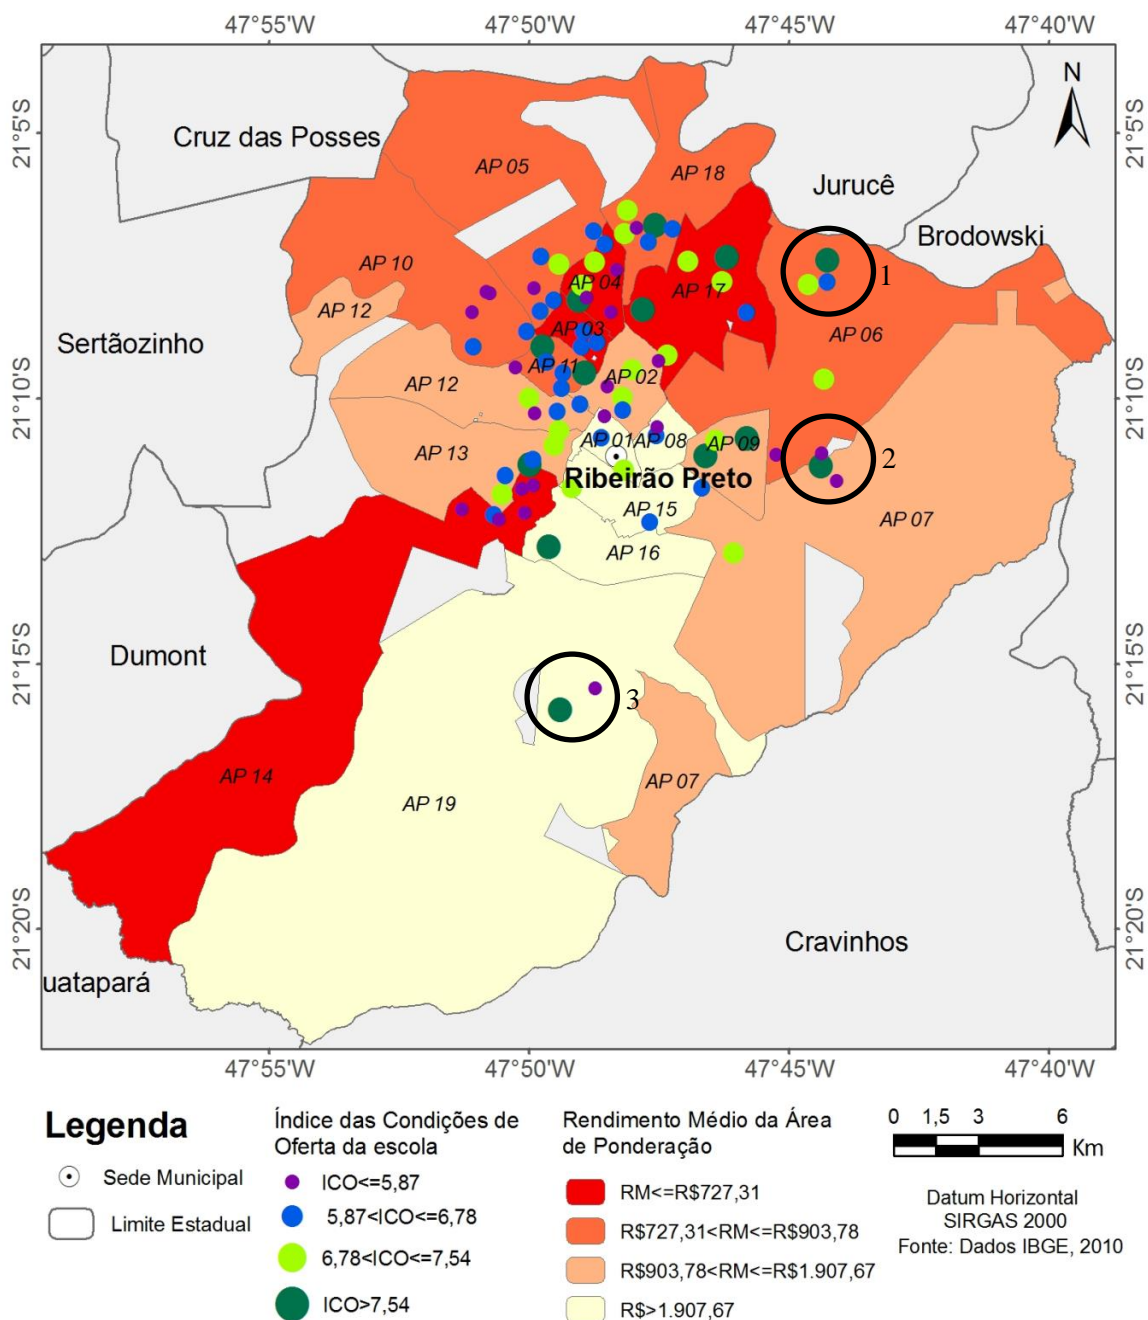 47°55'W 47°50'W 47°45'W 47°40'W
N
21°5'S 21°5'S
Cruz das Posses
AP 05
AP 18
Jurucê
Brodowski
1
AP 10
AP 04
AP 17
AP 12
AP 03
AP 06
Sertãozinho
AP 11
AP 02
21°10'S 21°10'S
AP 12
AP 01
AP 08
AP 09
AP 13
2
Ribeirão Preto
AP 15
AP 07
AP 16
Dumont
21°15'S 21°15'S
3
AP 14
AP 19
AP 07
21°20'S 21°20'S
Cravinhos
uatapará
47°55'W 47°50'W 47°45'W 47°40'W
Legenda
Sede Municipal
Limite Estadual
Índice das Condições de
Oferta da escola
ICO<=5,87
5,87<ICO<=6,78
6,78<ICO<=7,54
ICO>7,54
Rendimento Médio da Área
de Ponderação
RM<=R$727,31
R$727,31<RM<=R$903,78
R$903,78<RM<=R$1.907,67
R$>1.907,67
0 1,5 3 6
Km
Datum Horizontal
SIRGAS 2000
Fonte: Dados IBGE, 2010